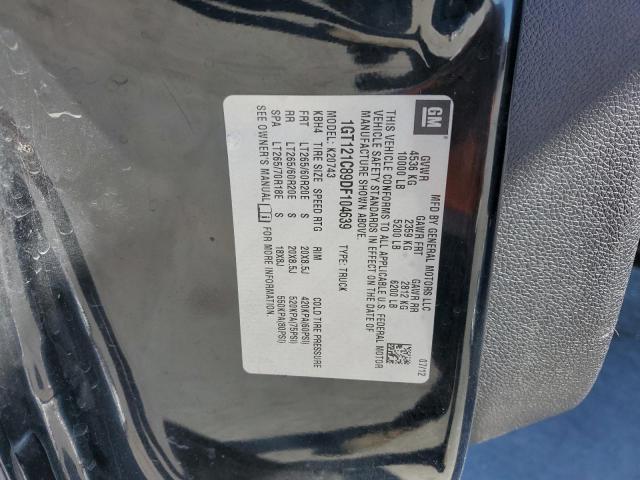 GM
MFD BY GENERAL MOTORS LLC 07/12
GVWR GAWR FRT GAWR RR
4536 KG 2359 KG 2812 KG
10000 LB 5200 LB 6200 LB
THIS VEHICLE CONFORMS TO ALL APPLICABLE U.S. FEDERAL MOTOR
VEHICLE SAFETY STANDARDS IN EFFECT ON THE DATE OF
MANUFACTURE SHOWN ABOVE.
1GT121C89DF104639 TYPE: TRUCK
MODEL: K20743
KBH4 TIRE SIZE SPEED RTG RIM COLD TIRE PRESSURE
FRT LT265/60R20E S 20X8.5J 420KPA(60PSI)
RR LT265/60R20E S 20X8.5J 520KPA(75PSI)
SPA LT265/70R18E S 18X8J 550KPA(80PSI)
SEE OWNER'S MANUAL FOR MORE INFORMATION.